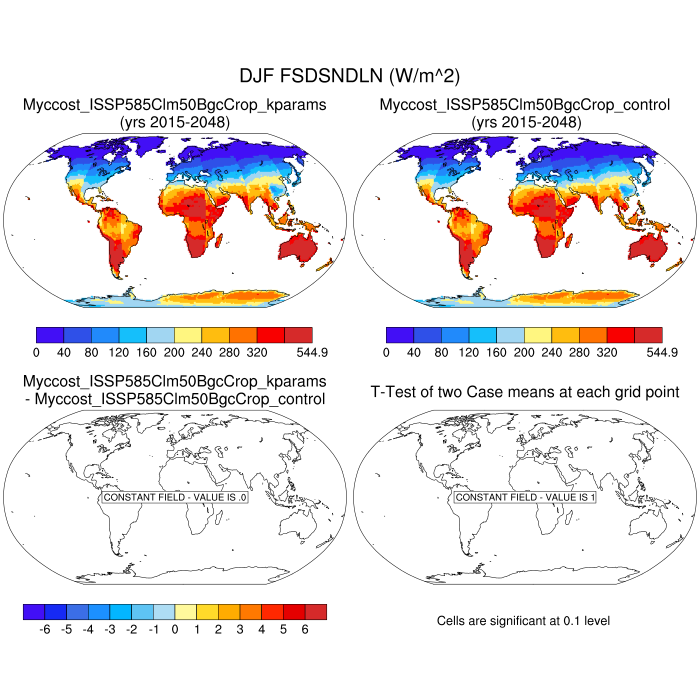 DJF FSDSNDLN (W/m^2)
Myccost_ISSP585Clm50BgcCrop_kparams
(yrs 2015-2048)
Myccost_ISSP585Clm50BgcCrop_control
(yrs 2015-2048)
0 40 80 120 160 200 240 280 320 544.9
0 40 80 120 160 200 240 280 320 544.9
Myccost_ISSP585Clm50BgcCrop_kparams
- Myccost_ISSP585Clm50BgcCrop_control
T-Test of two Case means at each grid point
CONSTANT FIELD - VALUE IS .0
CONSTANT FIELD - VALUE IS 1
-6 -5 -4 -3 -2 -1 0 1 2 3 4 5 6
Cells are significant at 0.1 level